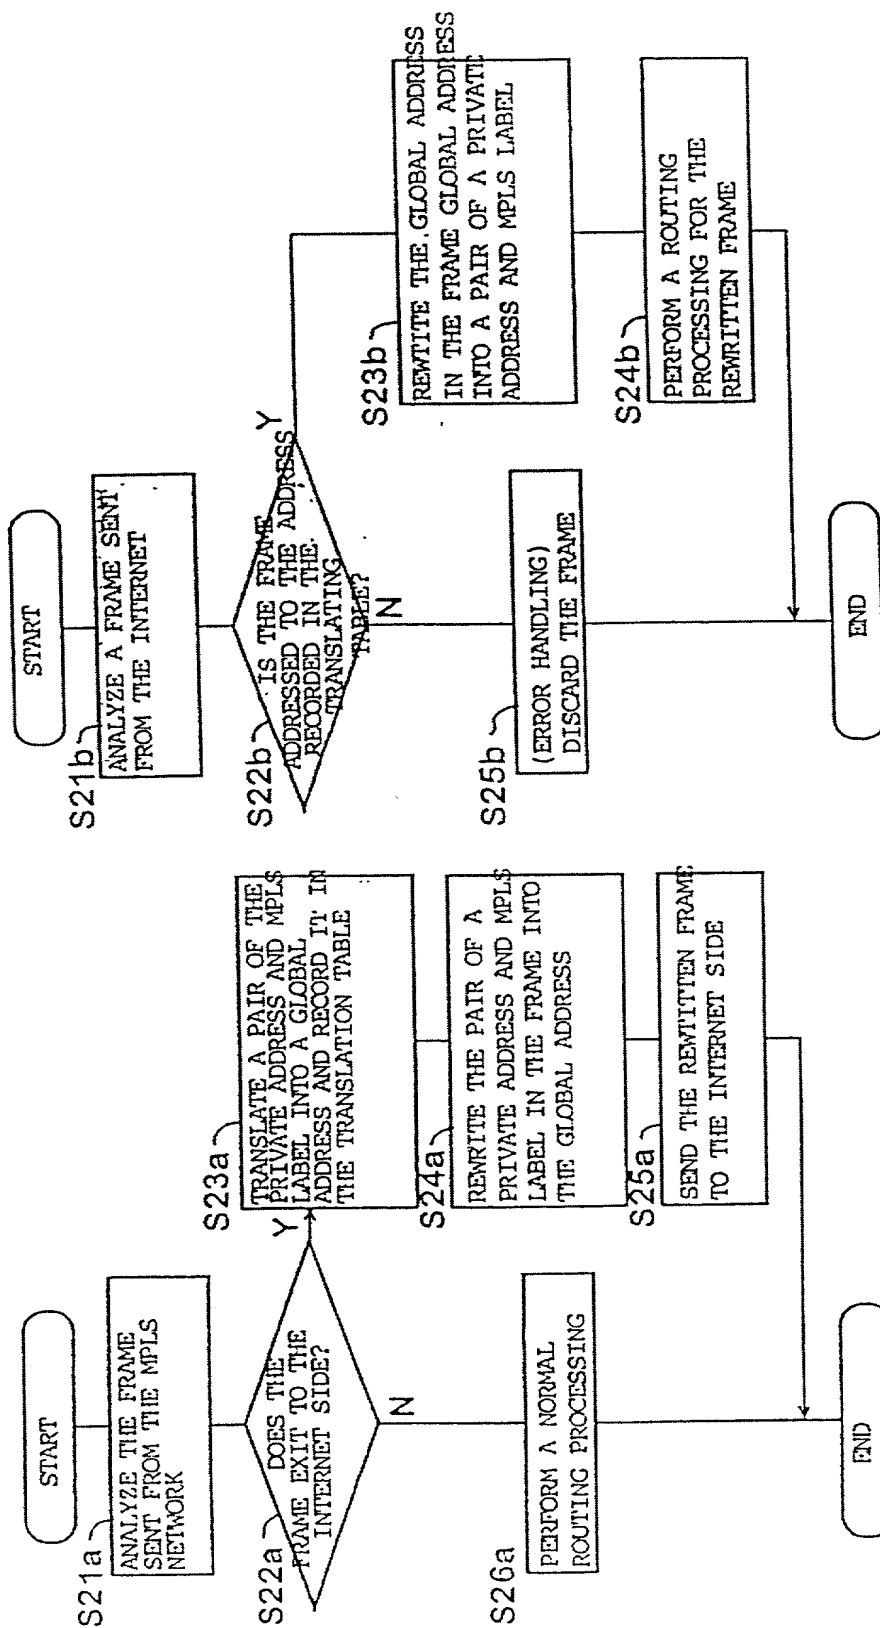 START
S21a
ANALYZE THE FRAME
SENT FROM THE MPLS
NETWORK
S22a
DOES THE
FRAME EXIT TO THE
INTERNET SIDE?
Y
N
S23a
TRANSLATE A PAIR OF THE
PRIVATE ADDRESS AND MPLS
LABEL INTO A GLOBAL
ADDRESS AND RECORD IT IN
THE TRANSLATION TABLE
S24a
REWRITE THE PAIR OF A
PRIVATE ADDRESS AND MPLS
LABEL IN THE FRAME INTO
THE GLOBAL ADDRESS
S25a
SEND THE REWTITTEN FRAME
TO THE INTERNET SIDE
S26a
PERFORM A NORMAL
ROUTING PROCESSING
END
START
S21b
ANALYZE A FRAME SENT
FROM THE INTERNET
S22b
IS THE FRAME
ADDRESSED TO THE ADDRESS
RECORDED IN THE
TRANSLATING
TABLE?
Y
N
S23b
REWTITE THE GLOBAL ADDRESS
IN THE FRAME GLOBAL ADDRESS
INTO A PAIR OF A PRIVATE
ADDRESS AND MPLS LABEL
S24b
PERFORM A ROUTING
PROCESSING FOR THE
REWRITTEN FRAME
S25b
(ERROR HANDLING)
DISCARD THE FRAME
END